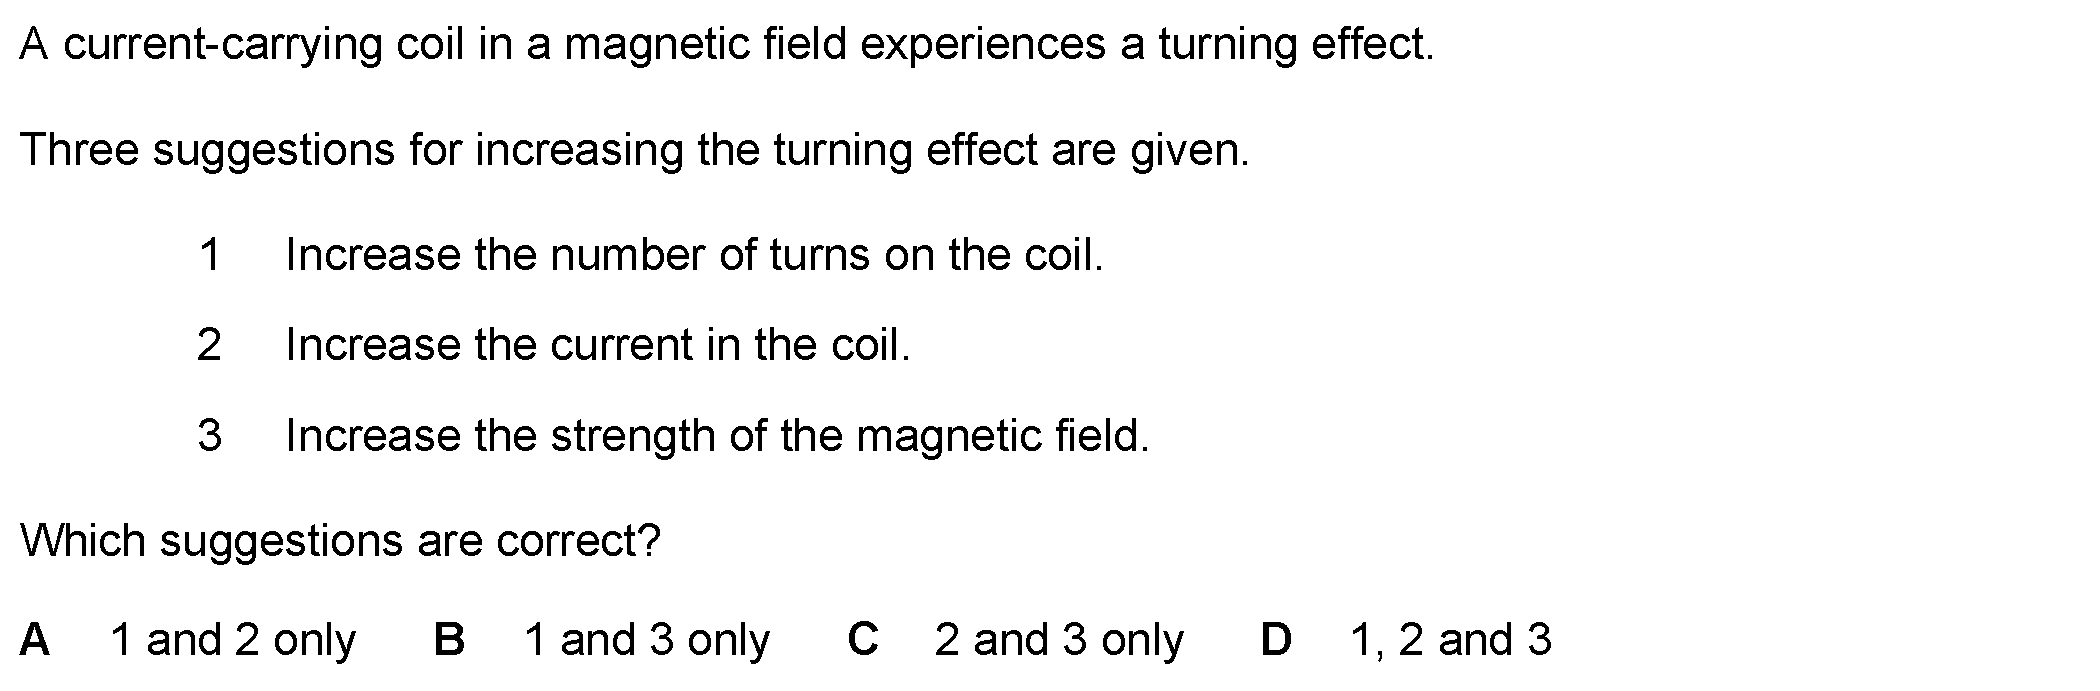 A current-carrying coil in a magnetic field experiences a turning effect.
Three suggestions for increasing the turning effect are given.
1 Increase the number of turns on the coil.
2 Increase the current in the coil.
3 Increase the strength of the magnetic field.
Which suggestions are correct?
A 1 and 2 only B 1 and 3 only C 2 and 3 only D 1, 2 and 3